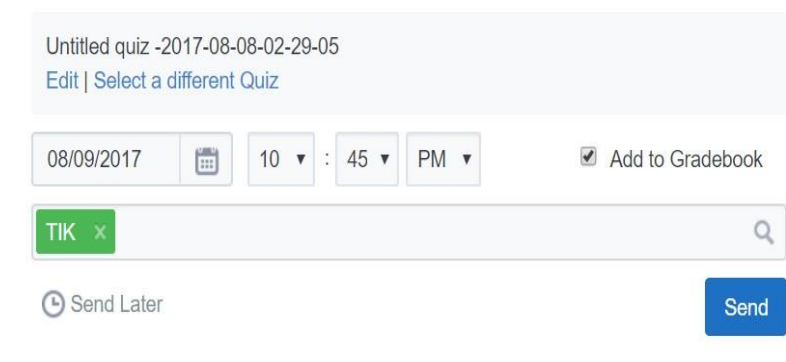 Untitled quiz -2017-08-08-02-29-05
Edit | Select a different Quiz
08/09/2017 10 : 45 PM Add to Gradebook
TIK x
Send Later Send